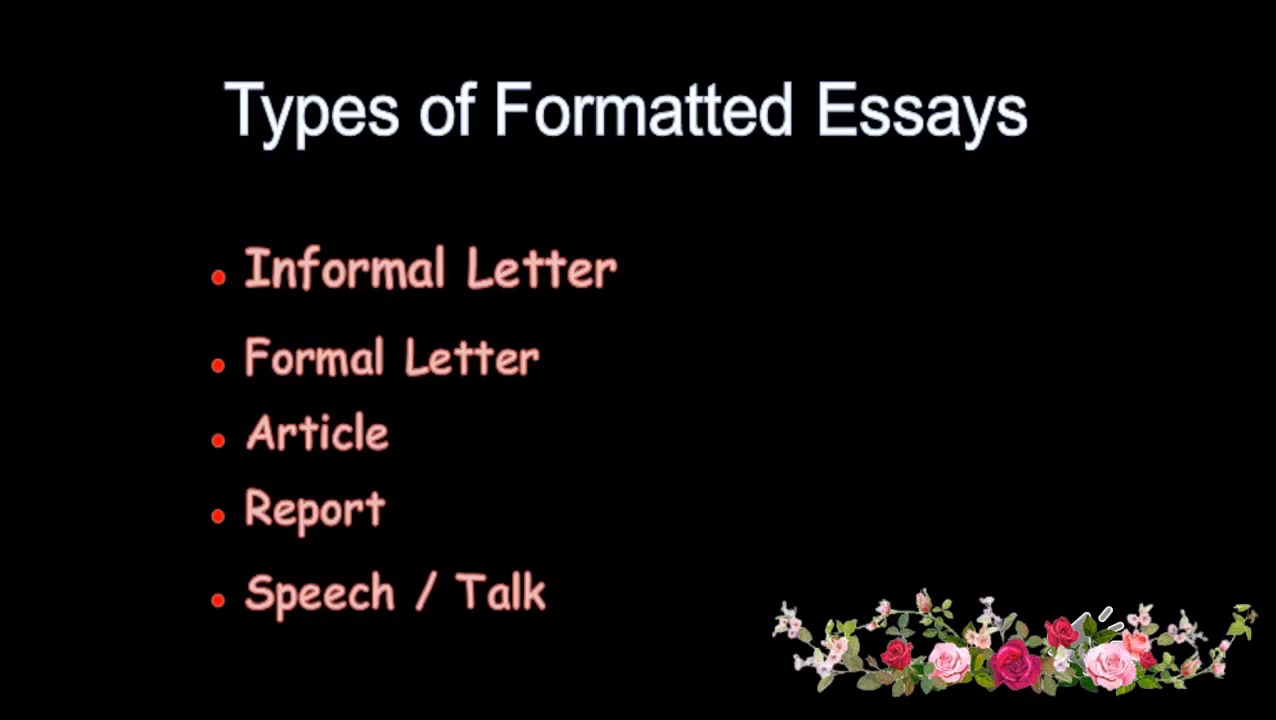 Types of Formatted Essays
• Informal Letter
• Formal Letter
• Article
• Report
• Speech / Talk